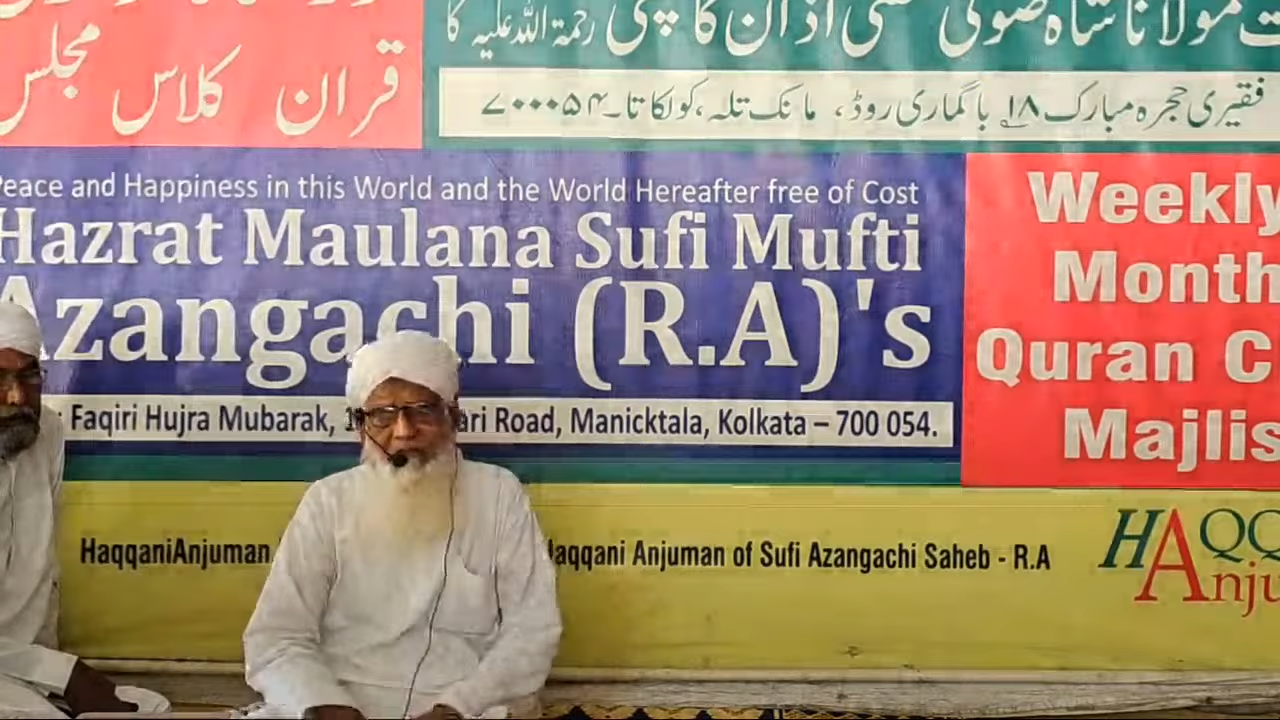 قران کلاس مجلس
مولانا شاہ صوفی مفتی اذان گاچھی رحمۃ اللہ علیہ کا
فقیری حجرہ مبارک ۱۸ باگماری روڈ، مانک تلہ، کولکاتا۔۷۰۰۰۵۴
Peace and Happiness in this World and the World Hereafter free of Cost
Hazrat Maulana Sufi Mufti
Azangachi (R.A)'s
: Faqiri Hujra Mubarak, Road, Manicktala, Kolkata – 700 054.
Weekly
Month
Quran C
Majlis
HaqqaniAnjuman
Haqqani Anjuman of Sufi Azangachi Saheb - R.A
HAQQ
Anju